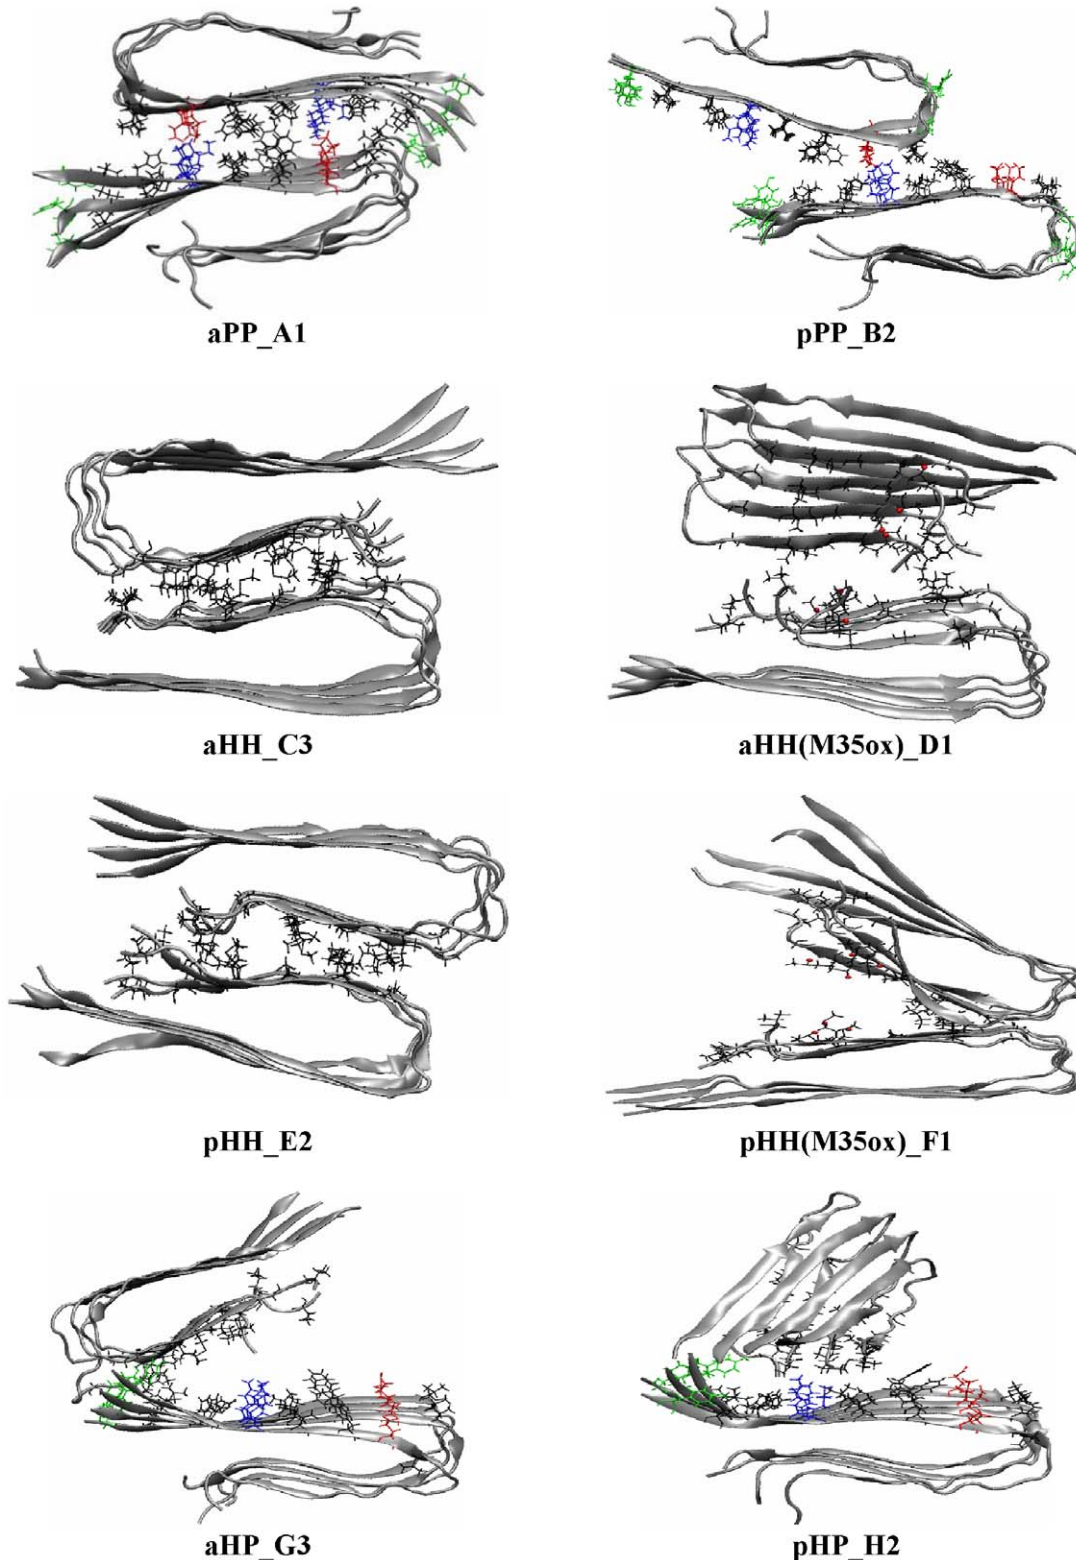 aPP_A1
pPP_B2
aHH_C3
aHH(M35ox)_D1
pHH_E2
pHH(M35ox)_F1
aHP_G3
pHP_H2